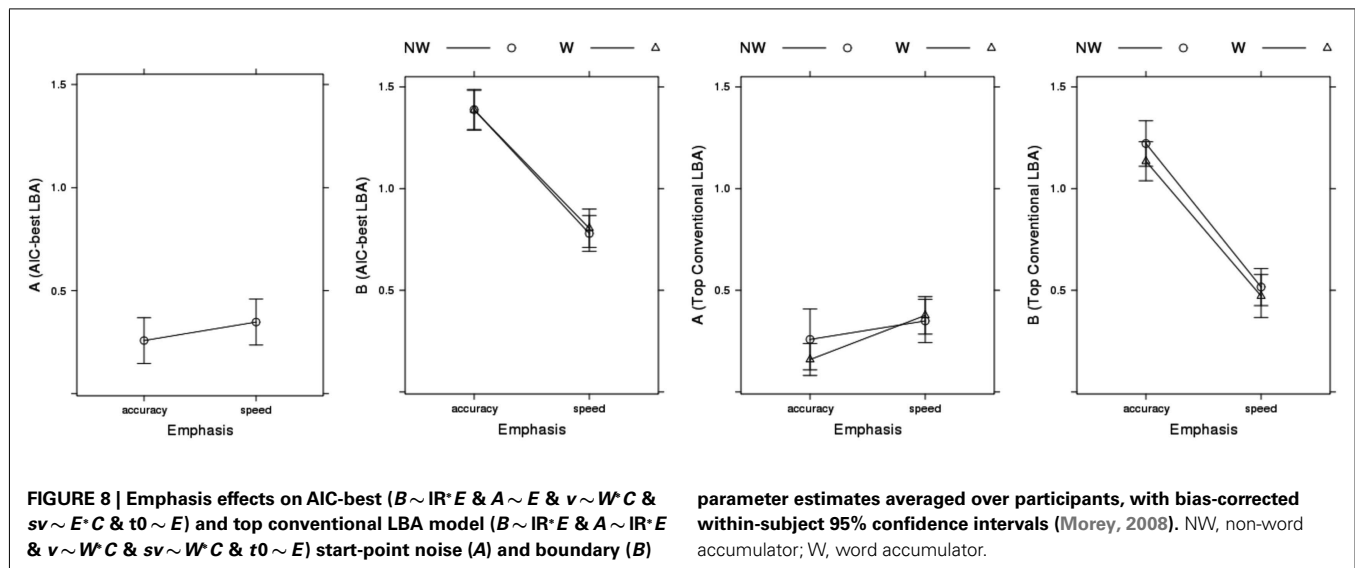 NW W NW W
1.5
1.0
0.5
A (AIC-best LBA)
accuracy speed
Emphasis
1.5
1.0
0.5
B (AIC-best LBA)
accuracy speed
Emphasis
1.5
1.0
0.5
A (Top Conventional LBA)
accuracy speed
Emphasis
1.5
1.0
0.5
B (Top Conventional LBA)
accuracy speed
Emphasis
FIGURE 8 | Emphasis effects on AIC-best (B ~ IR*E & A ~ E & v ~ W*C &
sv ~ E*C & t0 ~ E) and top conventional LBA model (B ~ IR*E & A ~ IR*E
& v ~ W*C & sv ~ W*C & t0 ~ E) start-point noise (A) and boundary (B)
parameter estimates averaged over participants, with bias-corrected
within-subject 95% confidence intervals (Morey, 2008). NW, non-word
accumulator; W, word accumulator.